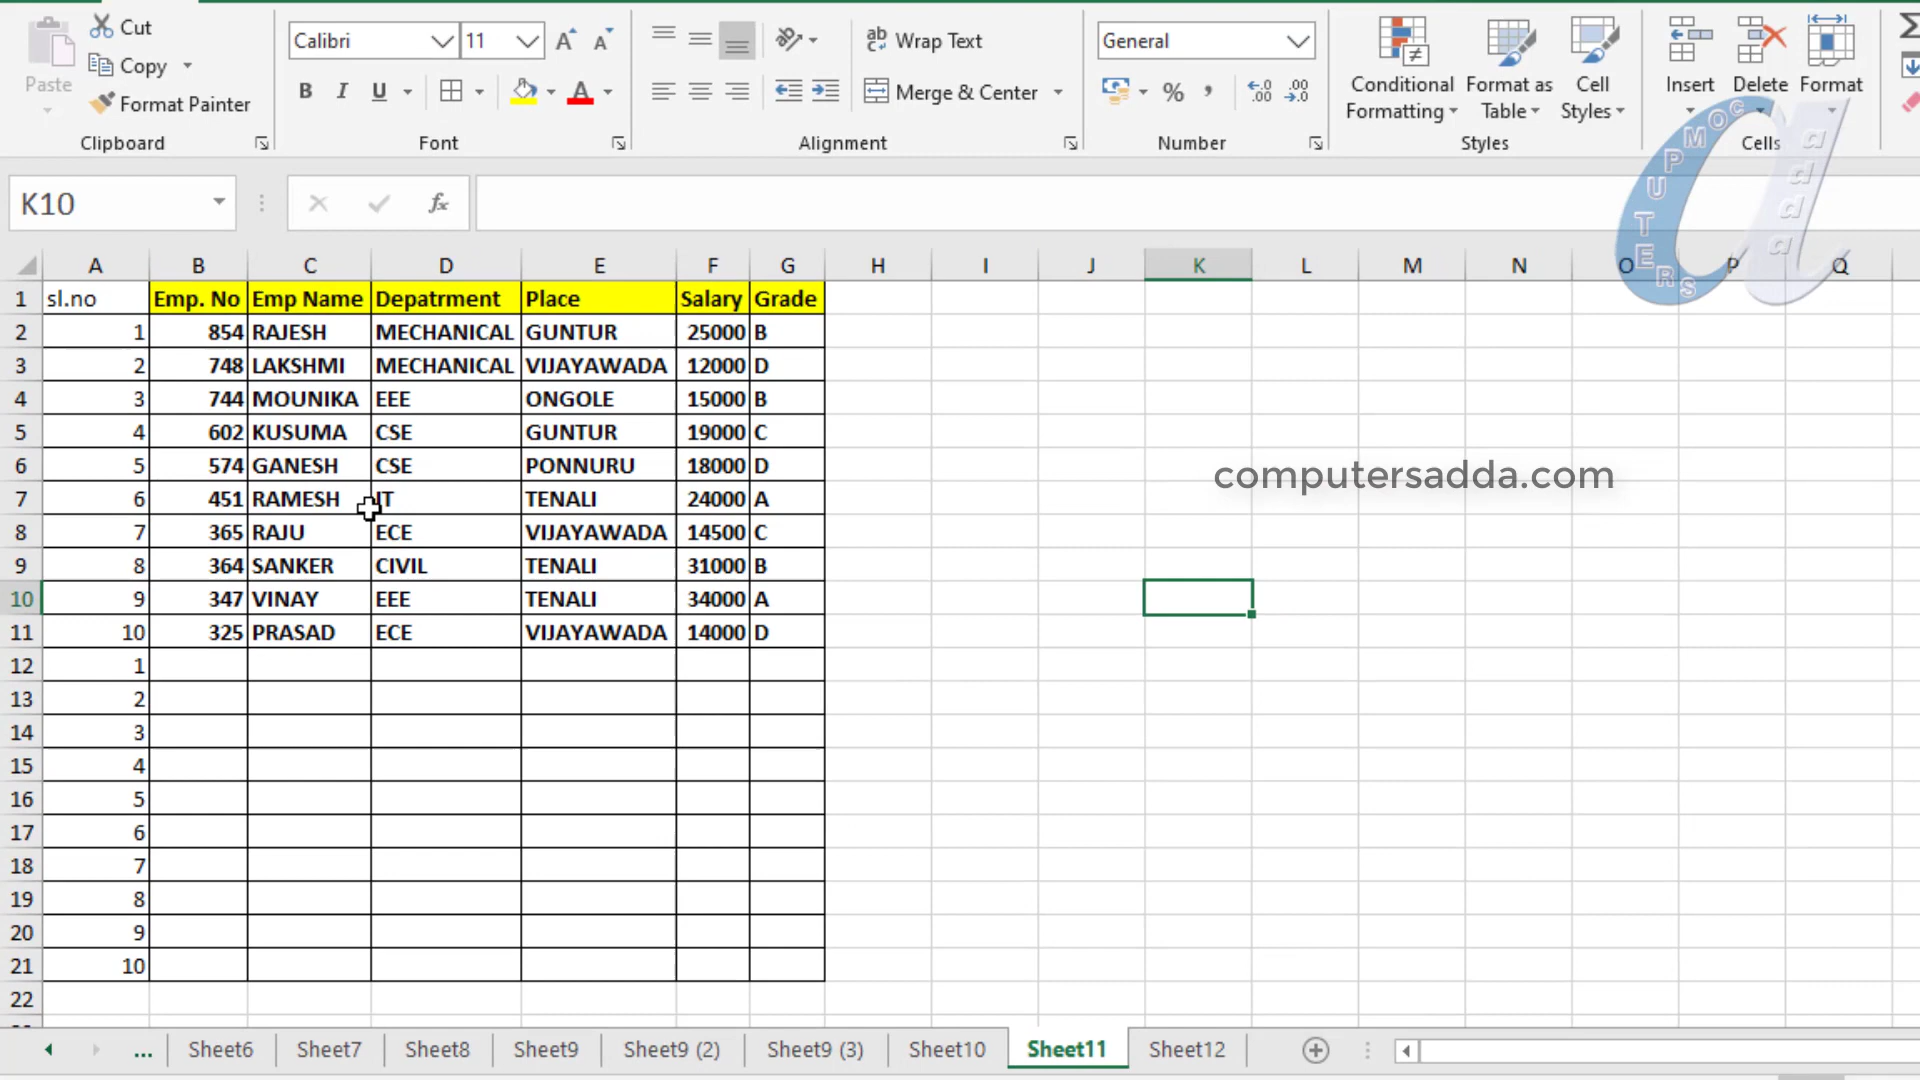 Cut
Copy
Paste
Format Painter
Clipboard
Calibri 11
B I U A
Font
Wrap Text
Merge & Center
Alignment
General
% ,
Number
Conditional Formatting
Format as Table
Cell Styles
Styles
Insert Delete Format
Cells
COMPUTERS
adda
K10 fx
A B C D E F G H I J K L M N O P Q
1 sl.no Emp. No Emp Name Depatrment Place Salary Grade
2 1 854 RAJESH MECHANICAL GUNTUR 25000 B
3 2 748 LAKSHMI MECHANICAL VIJAYAWADA 12000 D
4 3 744 MOUNIKA EEE ONGOLE 15000 B
5 4 602 KUSUMA CSE GUNTUR 19000 C
6 5 574 GANESH CSE PONNURU 18000 D
computersadda.com
7 6 451 RAMESH IT TENALI 24000 A
8 7 365 RAJU ECE VIJAYAWADA 14500 C
9 8 364 SANKER CIVIL TENALI 31000 B
10 9 347 VINAY EEE TENALI 34000 A
11 10 325 PRASAD ECE VIJAYAWADA 14000 D
12 1
13 2
14 3
15 4
16 5
17 6
18 7
19 8
20 9
21 10
22
... Sheet6 Sheet7 Sheet8 Sheet9 Sheet9 (2) Sheet9 (3) Sheet10 Sheet11 Sheet12